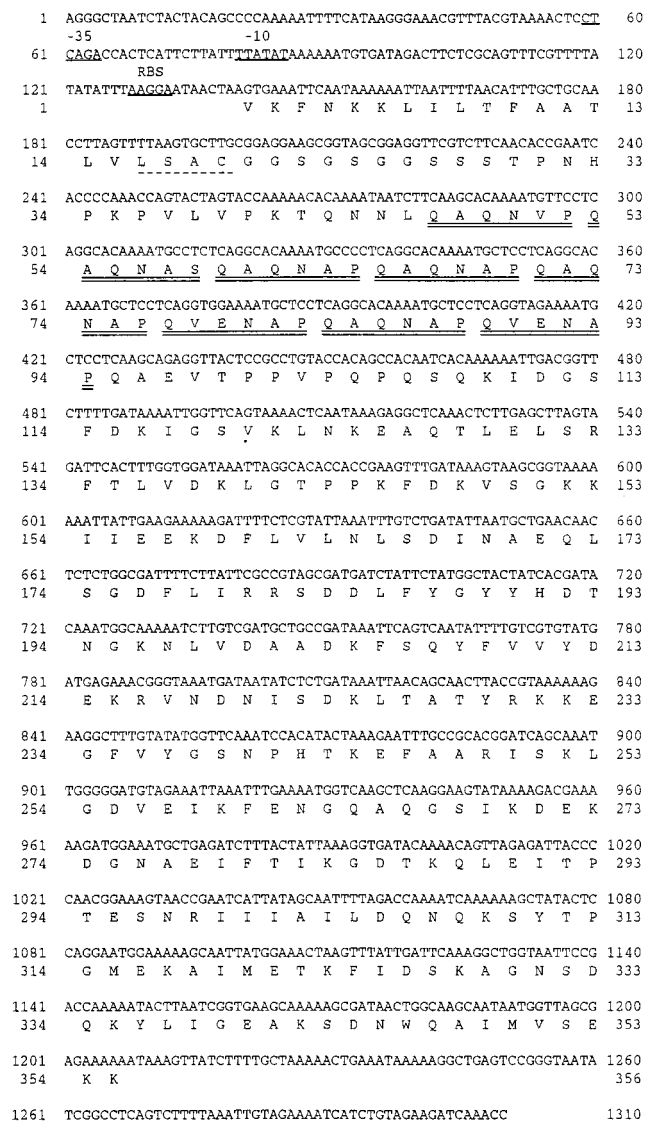 1 AGGGCTAATCTACTACAGCCCCAAAAATTTTCATAAGGGAAACGTTTACGTAAAACTCCT 60
-35 -10
61 CAGACCACTCATTCTTATTTTATATAAAAAATGTGATAGACTTCTCGCAGTTTCGTTTTA 120
RBS
121 TATATTTAAGGAATAACTAAGTGAAATTCAATAAAAAATTAATTTTAACATTTGCTGCAA 180
1 V K F N K K L I L T F A A T 13
181 CCTTAGTTTTAAGTGCTTGCGGAGGAAGCGGTAGCGGAGGTTCGTCTTCAACACCGAATC 240
14 L V L S A C G G S G S G G S S S T P N H 33
241 ACCCCAAACCAGTACTAGTACCAAAAACACAAAATAATCTTCAAGCACAAAATGTTCCTC 300
34 P K P V L V P K T Q N N L Q A Q N V P Q 53
301 AGGCACAAAATGCCTCTCAGGCACAAAATGCCCCTCAGGCACAAAATGCTCCTCAGGCAC 360
54 A Q N A S Q A Q N A P Q A Q N A P Q A Q 73
361 AAAATGCTCCTCAGGTGGAAAATGCTCCTCAGGCACAAAATGCTCCTCAGGTAGAAAATG 420
74 N A P Q V E N A P Q A Q N A P Q V E N A 93
421 CTCCTCAAGCAGAGGTTACTCCGCCTGTACCACAGCCACAATCACAAAAAATTGACGGTT 480
94 P Q A E V T P P V P Q P Q S Q K I D G S 113
481 CTTTTGATAAAATTGGTTCAGTAAAACTCAATAAAGAGGCTCAAACTCTTGAGCTTAGTA 540
114 F D K I G S V K L N K E A Q T L E L S R 133
541 GATTCACTTTGGTGGATAAATTAGGCACACCACCGAAGTTTGATAAAGTAAGCGGTAAAA 600
134 F T L V D K L G T P P K F D K V S G K K 153
601 AAATTATTGAAGAAAAAGATTTTCTCGTATTAAATTTGTCTGATATTAATGCTGAACAAC 660
154 I I E E K D F L V L N L S D I N A E Q L 173
661 TCTCTGGCGATTTTCTTATTCGCCGTAGCGATGATCTATTCTATGGCTACTATCACGATA 720
174 S G D F L I R R S D D L F Y G Y Y H D T 193
721 CAAATGGCAAAAATCTTGTCGATGCTGCCGATAAATTCAGTCAATATTTTGTCGTGTATG 780
194 N G K N L V D A A D K F S Q Y F V V Y D 213
781 ATGAGAAACGGGTAAATGATAATATCTCTGATAAATTAACAGCAACTTACCGTAAAAAAG 840
214 E K R V N D N I S D K L T A T Y R K K E 233
841 AAGGCTTTGTATATGGTTCAAATCCACATACTAAAGAATTTGCCGCACGGATCAGCAAAT 900
234 G F V Y G S N P H T K E F A A R I S K L 253
901 TGGGGGATGTAGAAATTAAATTTGAAAATGGTCAAGCTCAAGGAAGTATAAAAGACGAAA 960
254 G D V E I K F E N G Q A Q G S I K D E K 273
961 AAGATGGAAATGCTGAGATCTTTACTATTAAAGGTGATACAAAACAGTTAGAGATTACCC 1020
274 D G N A E I F T I K G D T K Q L E I T P 293
1021 CAACGGAAAGTAACCGAATCATTATAGCAATTTTAGACCAAAATCAAAAAAGCTATACTC 1080
294 T E S N R I I I A I L D Q N Q K S Y T P 313
1081 CAGGAATGGAAAAAGCAATTATGGAAACTAAGTTTATTGATTCAAAGGCTGGTAATTCCG 1140
314 G M E K A I M E T K F I D S K A G N S D 333
1141 ACCAAAAATACTTAATCGGTGAAGCAAAAAGCGATAACTGGCAAGCAATAATGGTTAGCG 1200
334 Q K Y L I G E A K S D N W Q A I M V S E 353
1201 AGAAAAAATAAAGTTATCTTTTGCTAAAAACTGAAATAAAAAGGCTGAGTCCGGGTAATA 1260
354 K K 356
1261 TCGGCCTCAGTCTTTTAAATTGTAGAAAATCATCTGTAGAAGATCAAACC 1310